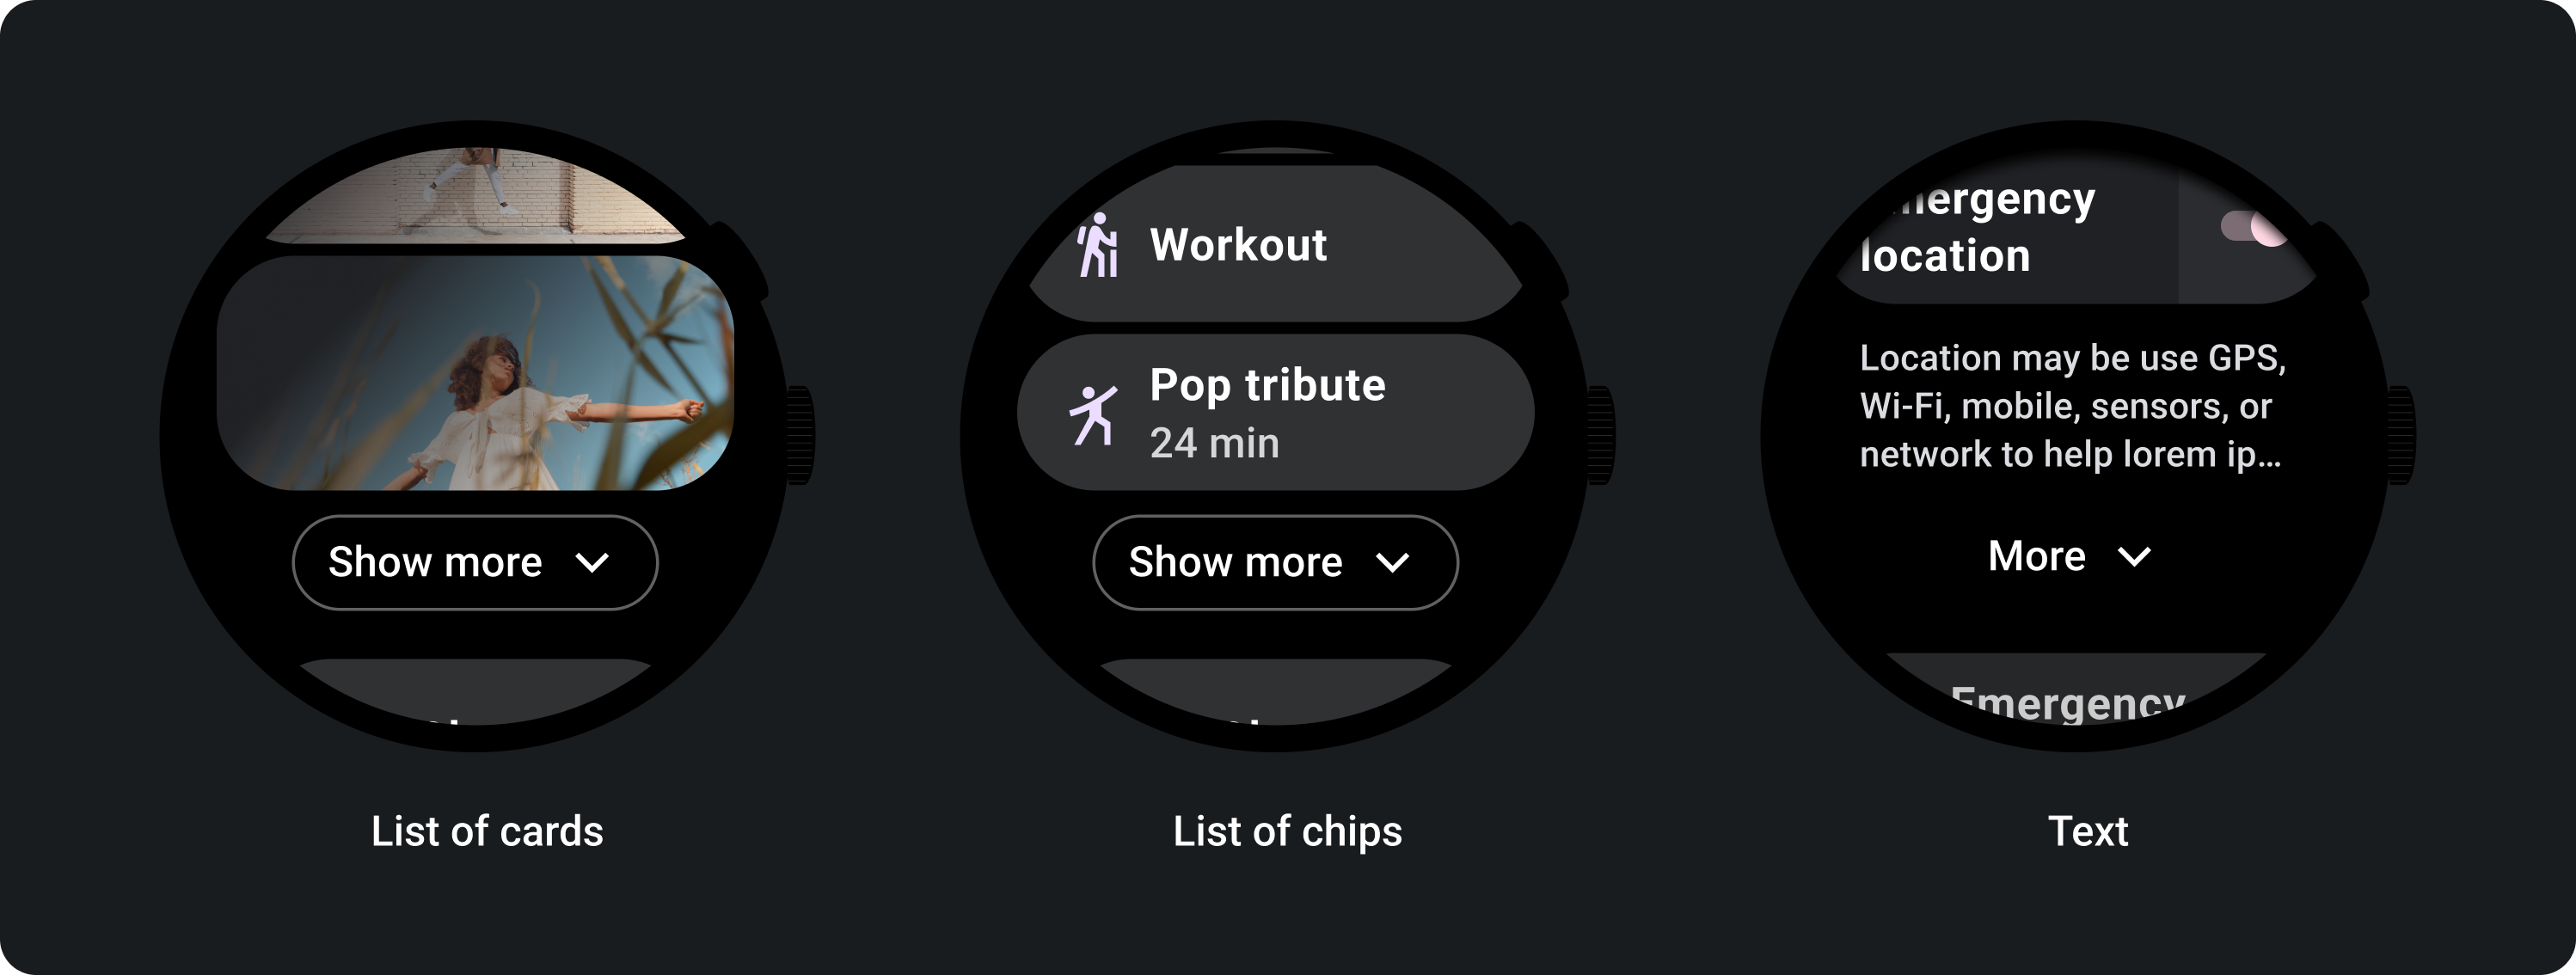 Show more
List of cards
Workout
Pop tribute
24 min
Show more
List of chips
location
Location may be use GPS,
Wi-Fi, mobile, sensors, or
network to help lorem ip...
More
Emergency
Text